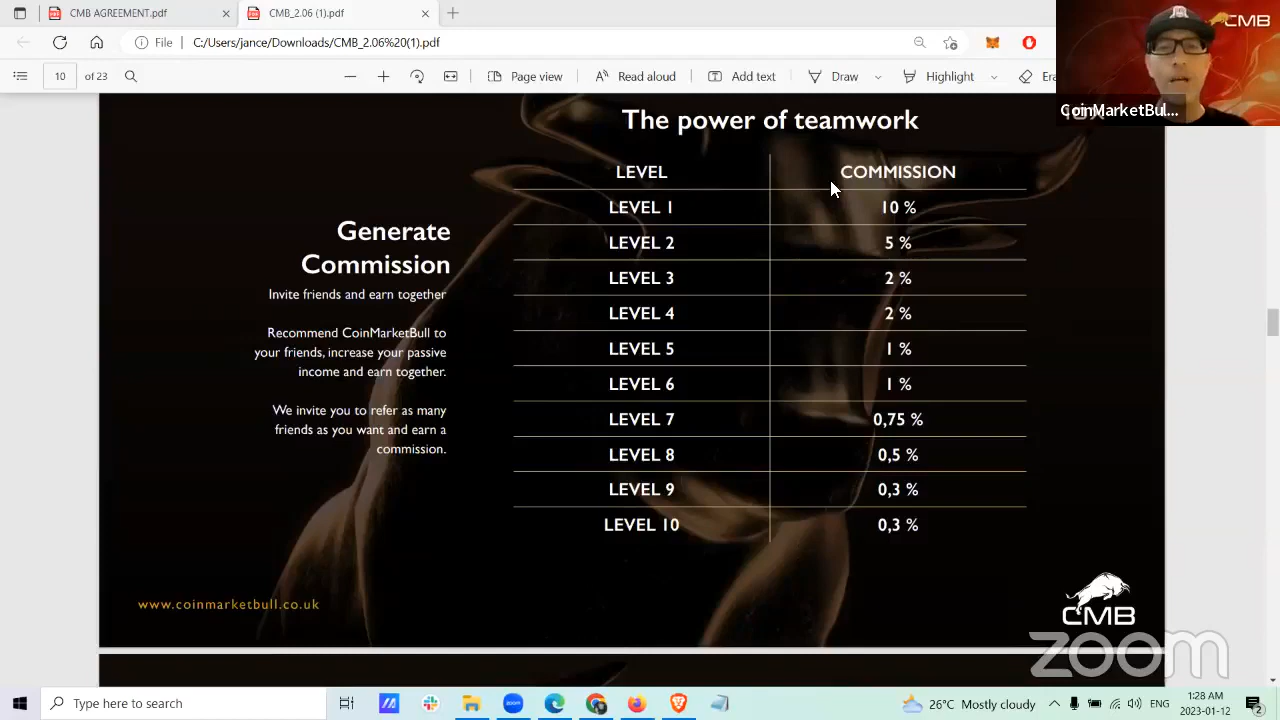 CMB AGREEMENT.pdf
CMB_2.06 (1).pdf
File
C:/Users/jance/Downloads/CMB_2.06%20(1).pdf
10 of 23
Page view
Read aloud
Add text
Draw
Highlight
CMB
CoinMarketBul...
The power of teamwork
LEVEL COMMISSION
LEVEL 1 10 %
LEVEL 2 5 %
LEVEL 3 2 %
LEVEL 4 2 %
LEVEL 5 1 %
LEVEL 6 1 %
LEVEL 7 0,75 %
LEVEL 8 0,5 %
LEVEL 9 0,3 %
LEVEL 10 0,3 %
Generate
Commission
Invite friends and earn together
Recommend CoinMarketBull to
your friends, increase your passive
income and earn together.
We invite you to refer as many
friends as you want and earn a
commission.
www.coinmarketbull.co.uk
CMB
zoom
Type here to search
zoom
26°C Mostly cloudy
1:28 AM
2023-01-12
2